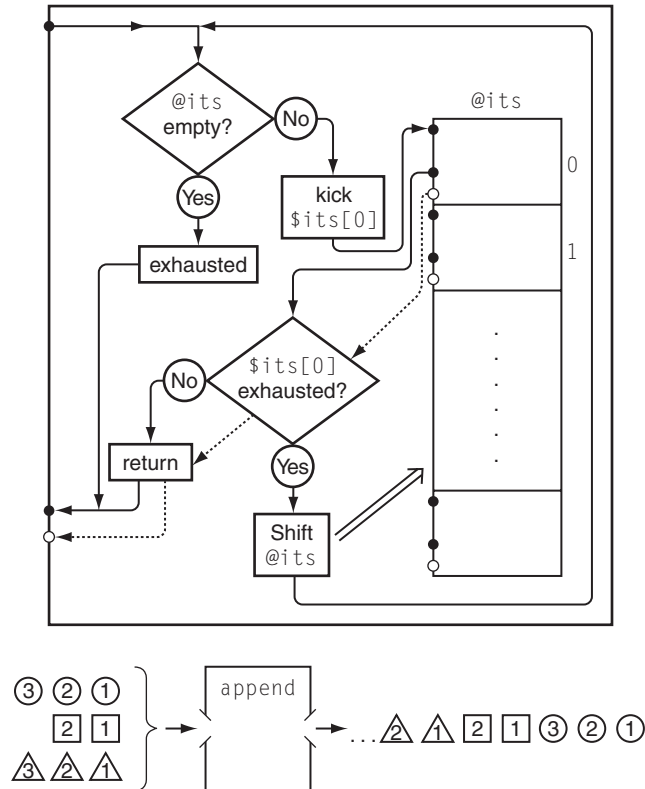 @its
empty?
No
Yes
kick
$its[0]
exhausted
@its
0
1
$its[0]
exhausted?
No
Yes
return
Shift
@its
3 2 1
2 1
3 2 1
append
...2 1 2 1 3 2 1